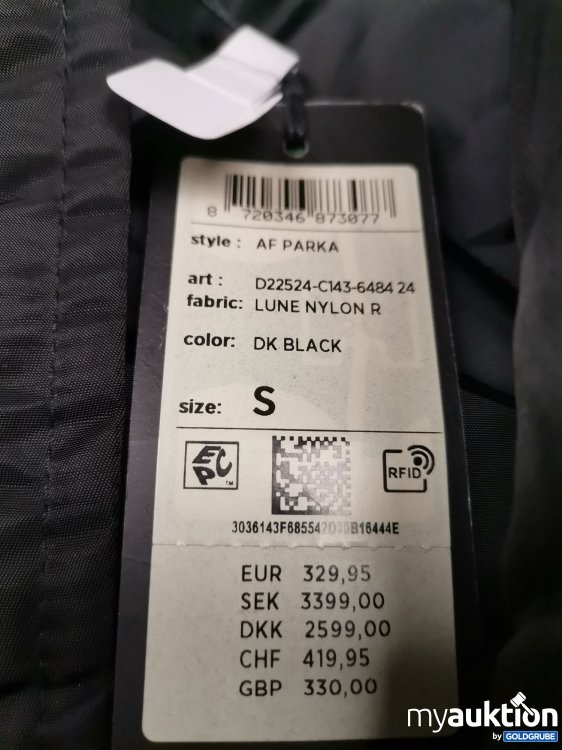 8 720346 873077
style : AF PARKA
art : D22524-C143-6484 24
fabric: LUNE NYLON R
color: DK BLACK
size: S
EPC TM
RFID
EUR 329,95
SEK 3399,00
DKK 2599,00
CHF 419,95
GBP 330,00
myauktion
by GOLDGRUBE